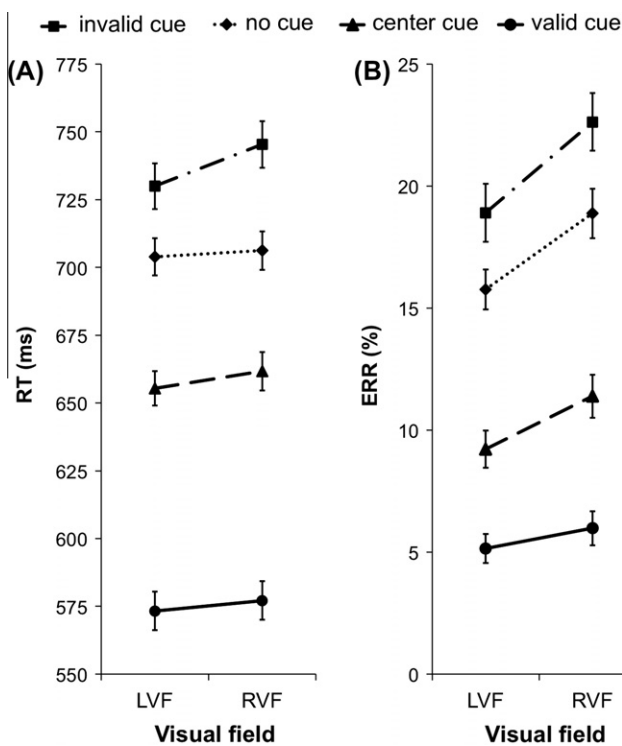 invalid cue no cue center cue valid cue
(A)
775
750
725
700
675
650
625
600
575
550
RT (ms)
LVF RVF
Visual field
(B)
25
20
15
10
5
0
ERR (%)
LVF RVF
Visual field